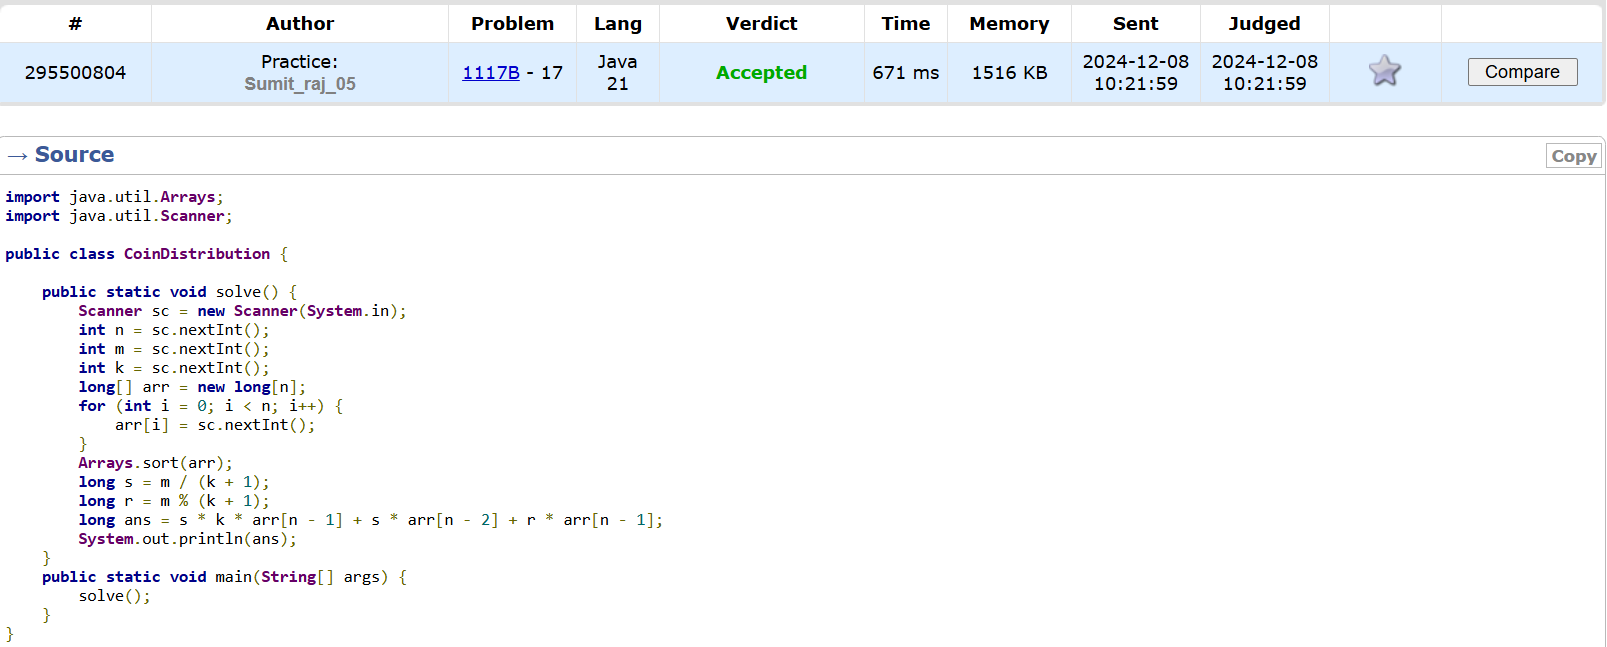 # Author Problem Lang Verdict Time Memory Sent Judged
295500804 Practice: Sumit_raj_05 1117B - 17 Java 21 Accepted 671 ms 1516 KB 2024-12-08 10:21:59 2024-12-08 10:21:59 Compare
→ Source Copy
import java.util.Arrays;
import java.util.Scanner;
public class CoinDistribution {
    public static void solve() {
        Scanner sc = new Scanner(System.in);
        int n = sc.nextInt();
        int m = sc.nextInt();
        int k = sc.nextInt();
        long[] arr = new long[n];
        for (int i = 0; i < n; i++) {
            arr[i] = sc.nextInt();
        }
        Arrays.sort(arr);
        long s = m / (k + 1);
        long r = m % (k + 1);
        long ans = s * k * arr[n - 1] + s * arr[n - 2] + r * arr[n - 1];
        System.out.println(ans);
    }
    public static void main(String[] args) {
        solve();
    }
}